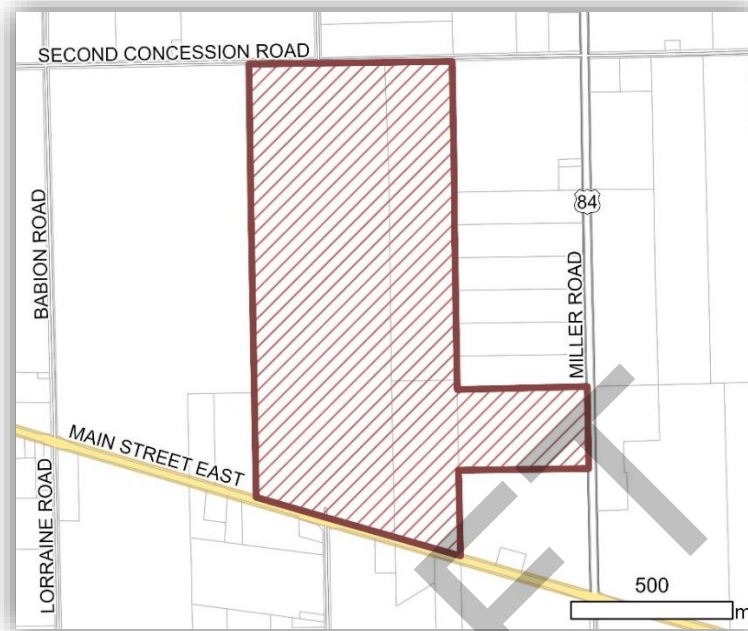 SECOND CONCESSION ROAD
BABION ROAD
84
MILLER ROAD
MAIN STREET EAST
LORRAINE ROAD
500
m